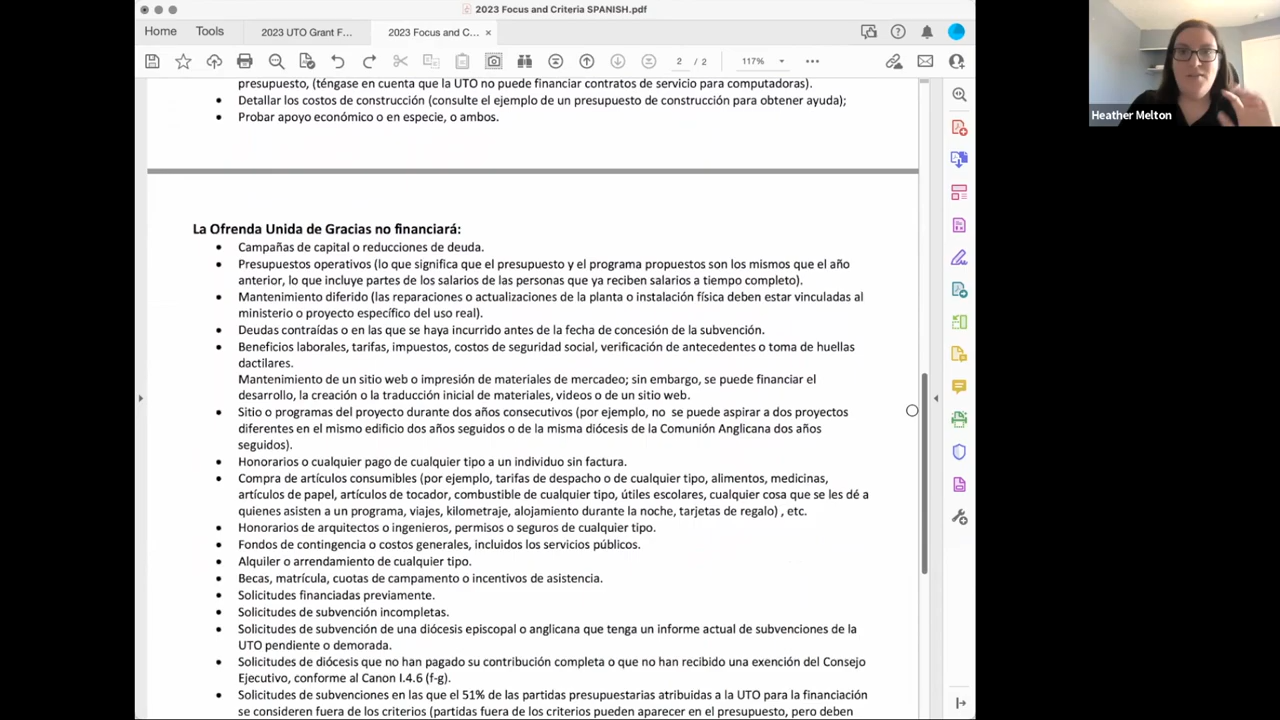 2023 Focus and Criteria SPANISH.pdf
Home
Tools
2023 UTO Grant F...
2023 Focus and C...
2 / 2
117%
presupuesto, (téngase en cuenta que la UTO no puede financiar contratos de servicio para computadoras).
• Detallar los costos de construcción (consulte el ejemplo de un presupuesto de construcción para obtener ayuda);
• Probar apoyo económico o en especie, o ambos.
La Ofrenda Unida de Gracias no financiará:
• Campañas de capital o reducciones de deuda.
• Presupuestos operativos (lo que significa que el presupuesto y el programa propuestos son los mismos que el año
anterior, lo que incluye partes de los salarios de las personas que ya reciben salarios a tiempo completo).
• Mantenimiento diferido (las reparaciones o actualizaciones de la planta o instalación física deben estar vinculadas al
ministerio o proyecto específico del uso real).
• Deudas contraídas o en las que se haya incurrido antes de la fecha de concesión de la subvención.
• Beneficios laborales, tarifas, impuestos, costos de seguridad social, verificación de antecedentes o toma de huellas
dactilares.
Mantenimiento de un sitio web o impresión de materiales de mercadeo; sin embargo, se puede financiar el
desarrollo, la creación o la traducción inicial de materiales, videos o de un sitio web.
• Sitio o programas del proyecto durante dos años consecutivos (por ejemplo, no se puede aspirar a dos proyectos
diferentes en el mismo edificio dos años seguidos o de la misma diócesis de la Comunión Anglicana dos años
seguidos).
• Honorarios o cualquier pago de cualquier tipo a un individuo sin factura.
• Compra de artículos consumibles (por ejemplo, tarifas de despacho o de cualquier tipo, alimentos, medicinas,
artículos de papel, artículos de tocador, combustible de cualquier tipo, útiles escolares, cualquier cosa que se les dé a
quienes asisten a un programa, viajes, kilometraje, alojamiento durante la noche, tarjetas de regalo) , etc.
• Honorarios de arquitectos o ingenieros, permisos o seguros de cualquier tipo.
• Fondos de contingencia o costos generales, incluidos los servicios públicos.
• Alquiler o arrendamiento de cualquier tipo.
• Becas, matrícula, cuotas de campamento o incentivos de asistencia.
• Solicitudes financiadas previamente.
• Solicitudes de subvención incompletas.
• Solicitudes de subvención de una diócesis episcopal o anglicana que tenga un informe actual de subvenciones de la
UTO pendiente o demorada.
• Solicitudes de diócesis que no han pagado su contribución completa o que no han recibido una exención del Consejo
Ejecutivo, conforme al Canon I.4.6 (f-g).
• Solicitudes de subvenciones en las que el 51% de las partidas presupuestarias atribuidas a la UTO para la financiación
se consideren fuera de los criterios (partidas fuera de los criterios pueden aparecer en el presupuesto, pero deben
Heather Melton